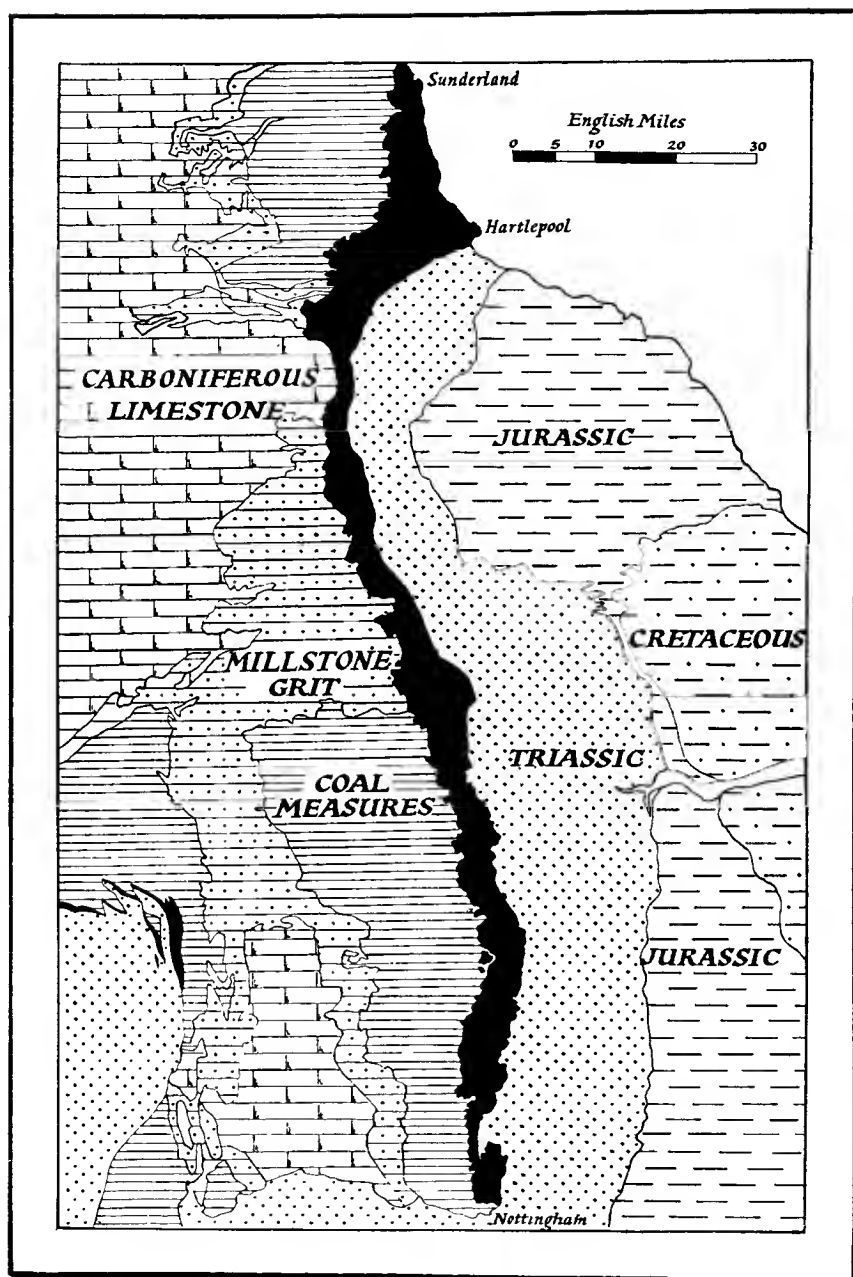 Sunderland
English Miles
0 5 10 20 30
Hartlepool
CARBONIFEROUS
LIMESTONE
JURASSIC
CRETACEOUS
MILLSTONE
GRIT
TRIASSIC
COAL
MEASURES
JURASSIC
Nottingham